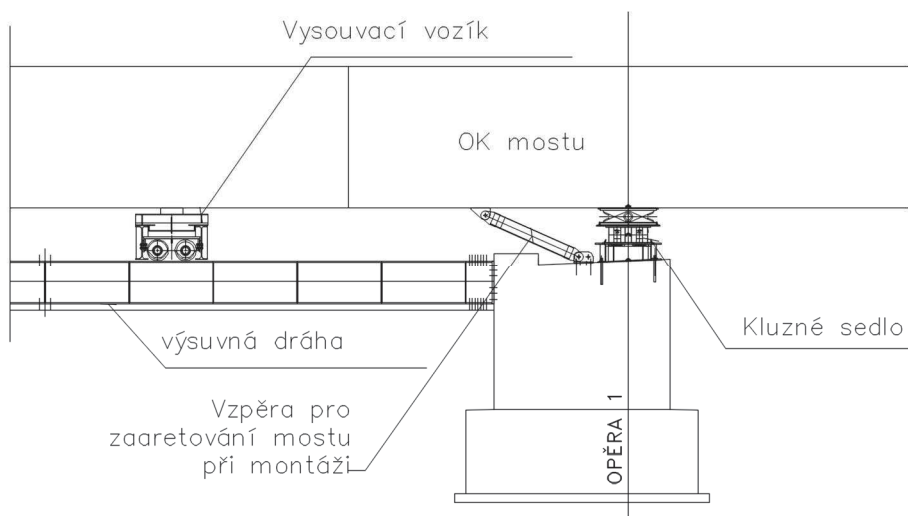 Vysouvací vozík
OK mostu
Kluzné sedlo
výsuvná dráha
Vzpěra pro
zaaretování mostu
při montáži
OPĚRA 1